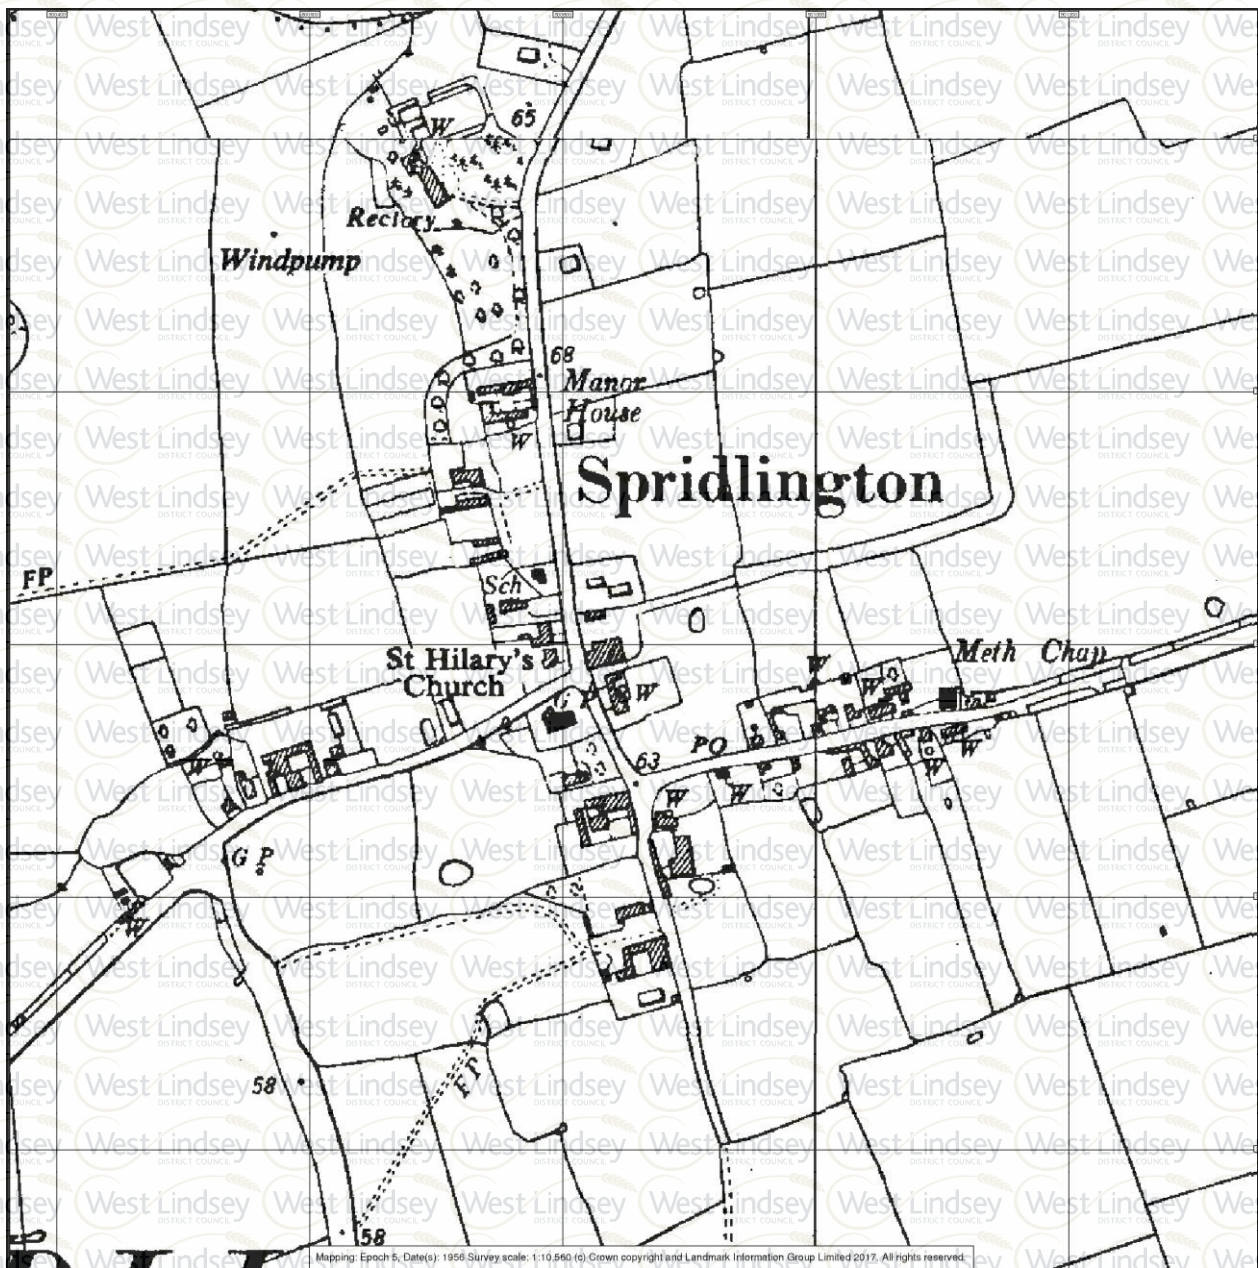 West Lindsey
DISTRICT COUNCIL
65
W
Rectory
Windpump
68
Manor
House
W
Spridlington
FP
Sch
St Hilary's
Church
Meth Chap
W
W
W
W
PO
63
W
W
W
W
G P
W
58
FP
58
Mapping: Epoch 5, Date(s): 1956 Survey scale: 1:10,560 (c) Crown copyright and Landmark Information Group Limited 2017. All rights reserved.